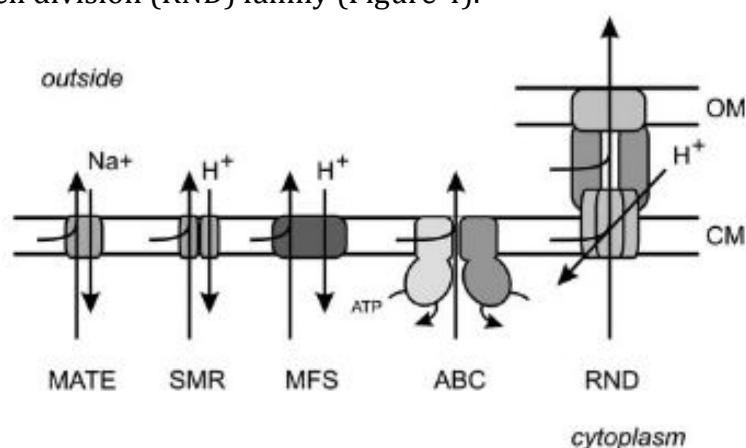 division (RND) family (Figure 1).
outside
OM
Na+
H+
H+
H+
CM
ATP
MATE SMR MFS ABC RND
cytoplasm